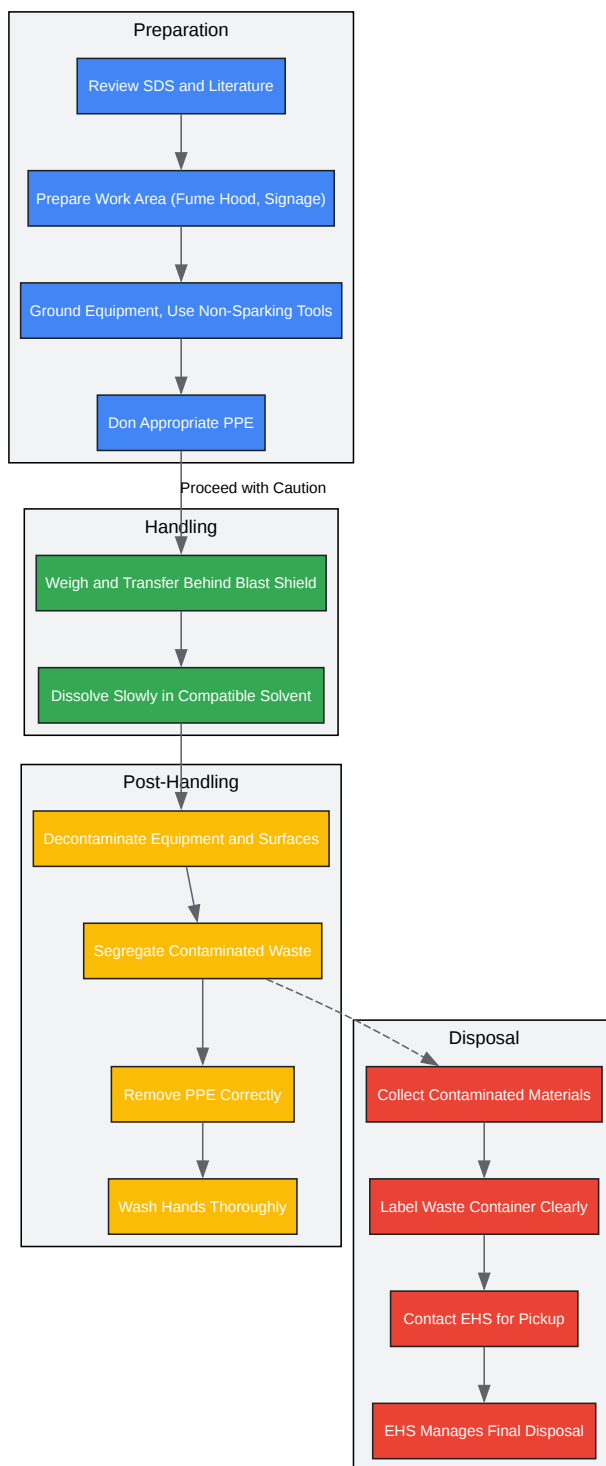 Preparation
Review SDS and Literature
Prepare Work Area (Fume Hood, Signage)
Ground Equipment, Use Non-Sparking Tools
Don Appropriate PPE
Proceed with Caution
Handling
Weigh and Transfer Behind Blast Shield
Dissolve Slowly in Compatible Solvent
Post-Handling
Decontaminate Equipment and Surfaces
Segregate Contaminated Waste
Remove PPE Correctly
Wash Hands Thoroughly
Disposal
Collect Contaminated Materials
Label Waste Container Clearly
Contact EHS for Pickup
EHS Manages Final Disposal